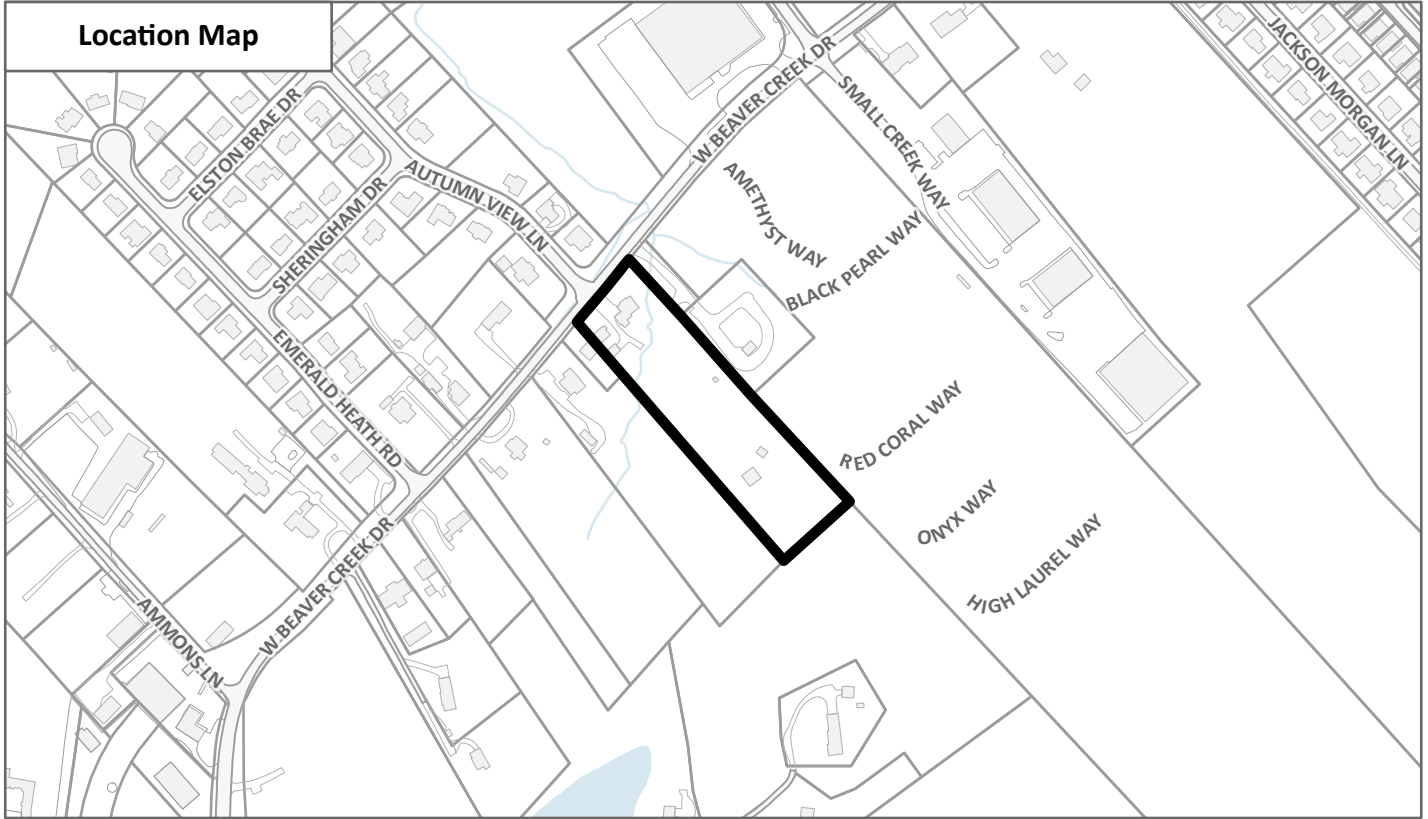 Location Map
JACKSON MORGAN LN
W BEAVER CREEK DR
SMALL CREEK WAY
ELSTON BRAE DR
AUTUMN VIEW LN
SHERINGHAM DR
AMETHYST WAY
BLACK PEARL WAY
EMERALD HEATH RD
RED CORAL WAY
ONYX WAY
HIGH LAUREL WAY
W BEAVER CREEK DR
AMMONS LN